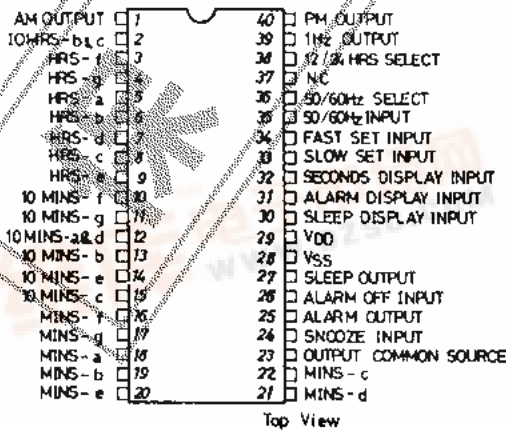 AM OUTPUT 1 40 PM OUTPUT
10HRS-b&c 2 39 1Hz OUTPUT
HRS-f 3 38 12/24 HRS SELECT
HRS-g 4 37 NC
HRS-a 5 36 50/60Hz SELECT
HRS-b 6 35 50/60Hz INPUT
HRS-d 7 34 FAST SET INPUT
HRS-c 8 33 SLOW SET INPUT
HRS-e 9 32 SECONDS DISPLAY INPUT
10 MINS-f 10 31 ALARM DISPLAY INPUT
10 MINS-g 11 30 SLEEP DISPLAY INPUT
10MINS-a&d 12 29 VDD
10 MINS-b 13 28 VSS
10 MINS-e 14 27 SLEEP OUTPUT
10 MINS-c 15 26 ALARM OFF INPUT
MINS-f 16 25 ALARM OUTPUT
MINS-g 17 24 SNOOZE INPUT
MINS-a 18 23 OUTPUT COMMON SOURCE
MINS-b 19 22 MINS-c
MINS-e 20 21 MINS-d
Top View